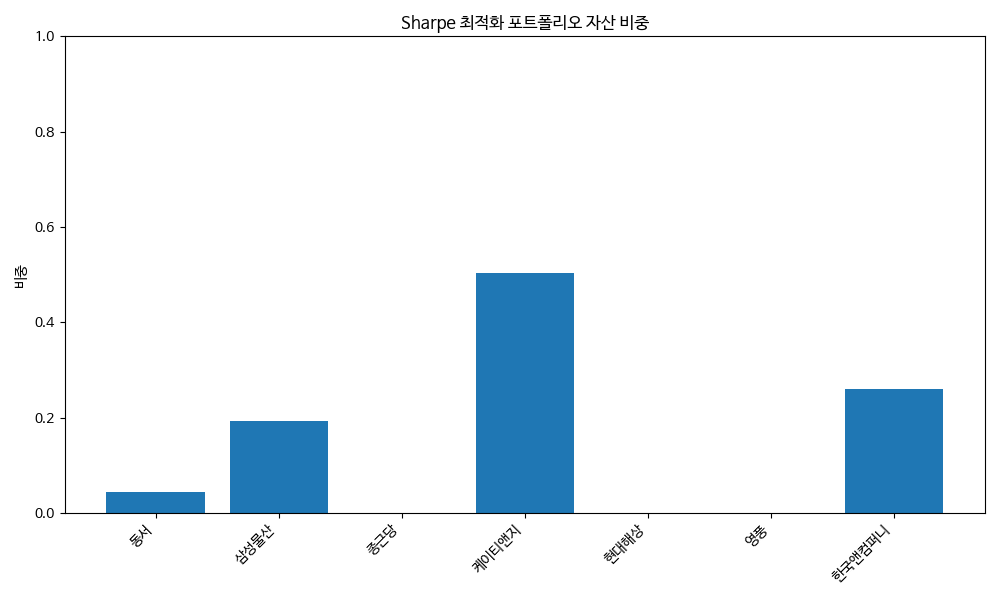 Sharpe 최적화 포트폴리오 자산 비중
1.0
0.8
0.6
0.4
0.2
0.0
비중
동서
삼성물산
종근당
케이티앤지
현대해상
영풍
한국앤컴퍼니